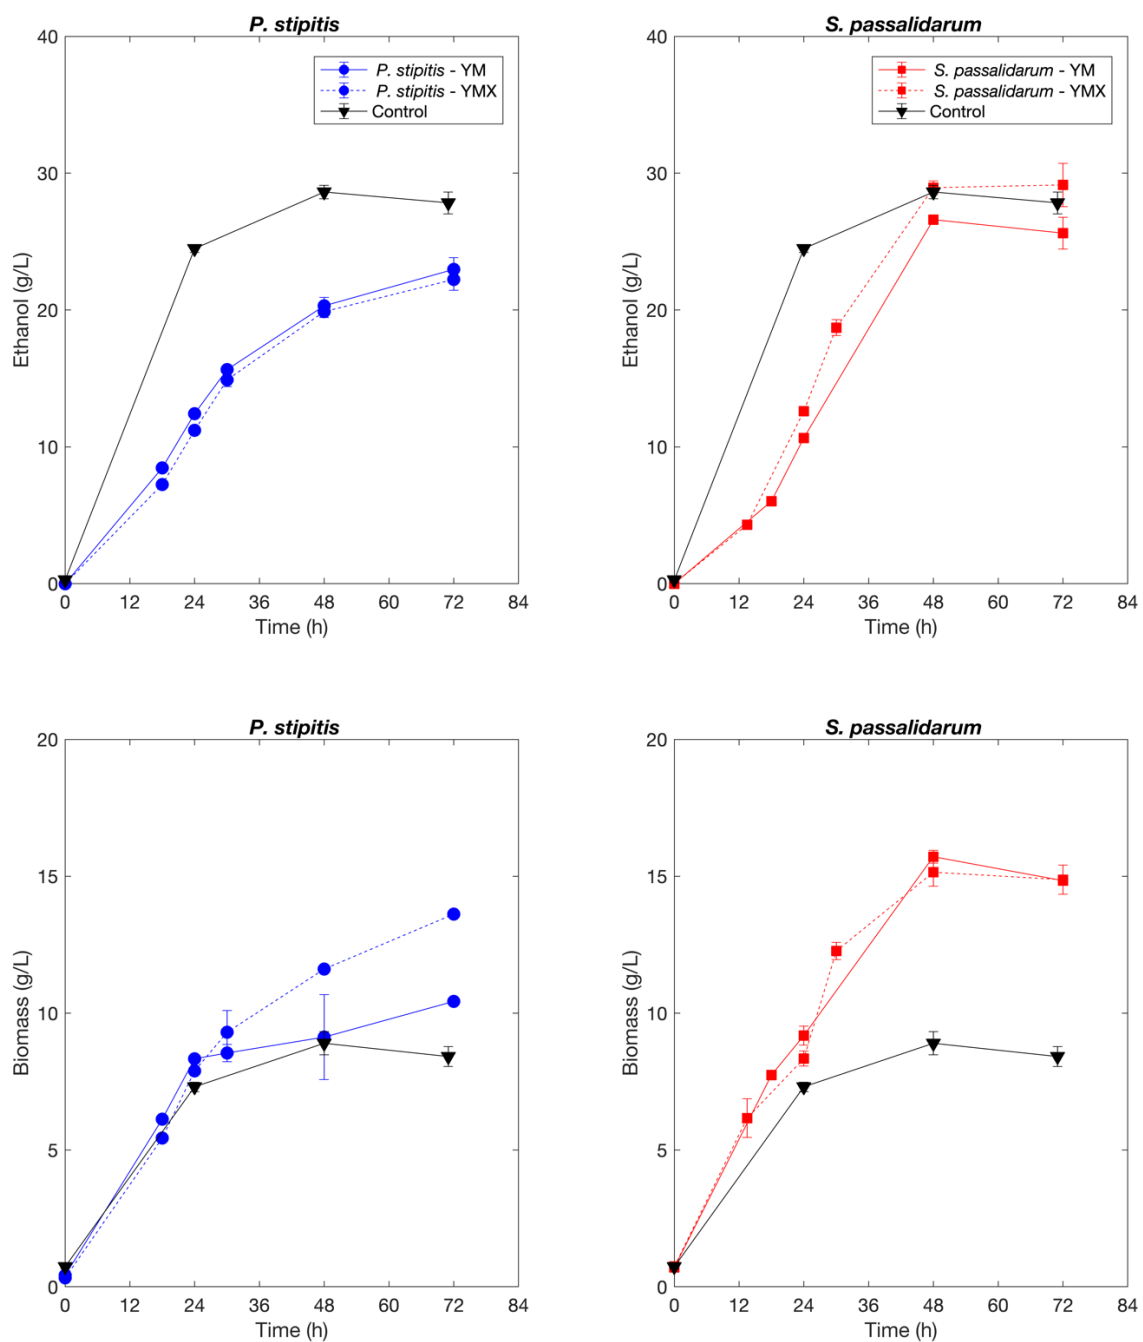 P. stipitis
40
30
20
10
0
Ethanol (g/L)
P. stipitis - YM
P. stipitis - YMX
Control
0 12 24 36 48 60 72 84
Time (h)
S. passalidarum
40
30
20
10
0
Ethanol (g/L)
S. passalidarum - YM
S. passalidarum - YMX
Control
0 12 24 36 48 60 72 84
Time (h)
P. stipitis
20
15
10
5
0
Biomass (g/L)
0 12 24 36 48 60 72 84
Time (h)
S. passalidarum
20
15
10
5
0
Biomass (g/L)
0 12 24 36 48 60 72 84
Time (h)